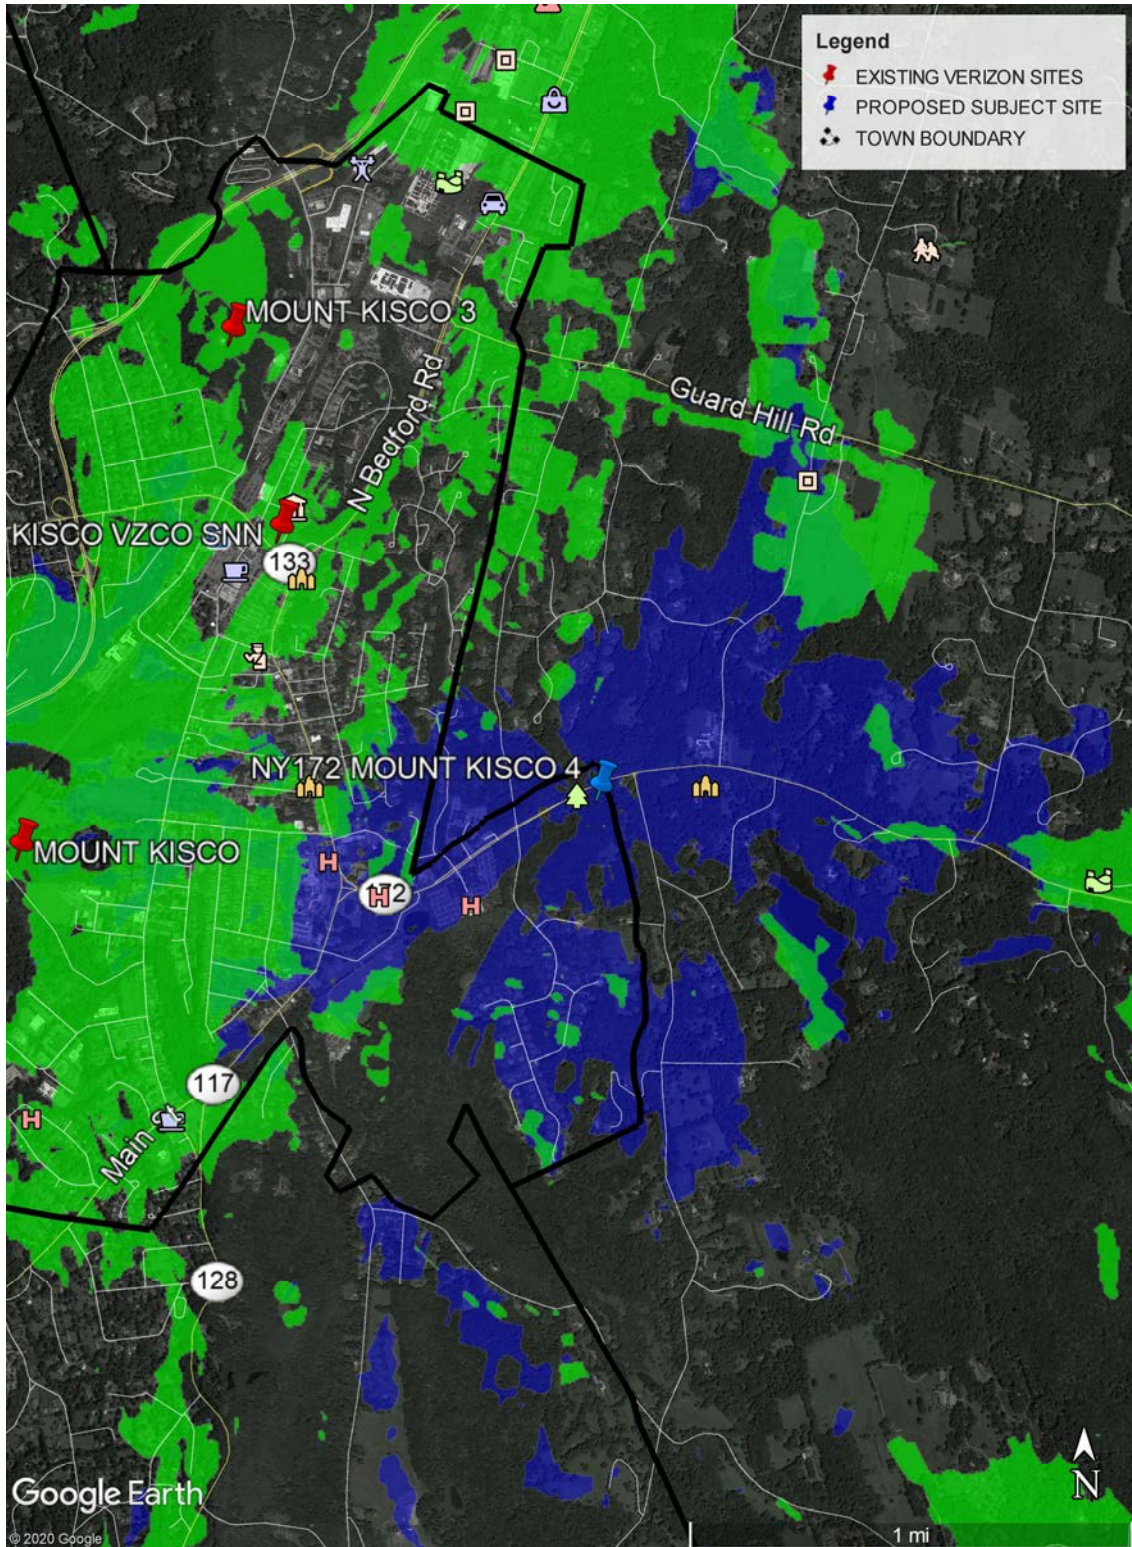 Legend
EXISTING VERIZON SITES
PROPOSED SUBJECT SITE
TOWN BOUNDARY
MOUNT KISCO 3
Guard Hill Rd
N Bedford Rd
KISCO VZCO SNN
133
NY172 MOUNT KISCO 4
MOUNT KISCO
H
H 2
H
117
H
Main
128
N
Google Earth
© 2020 Google
1 mi